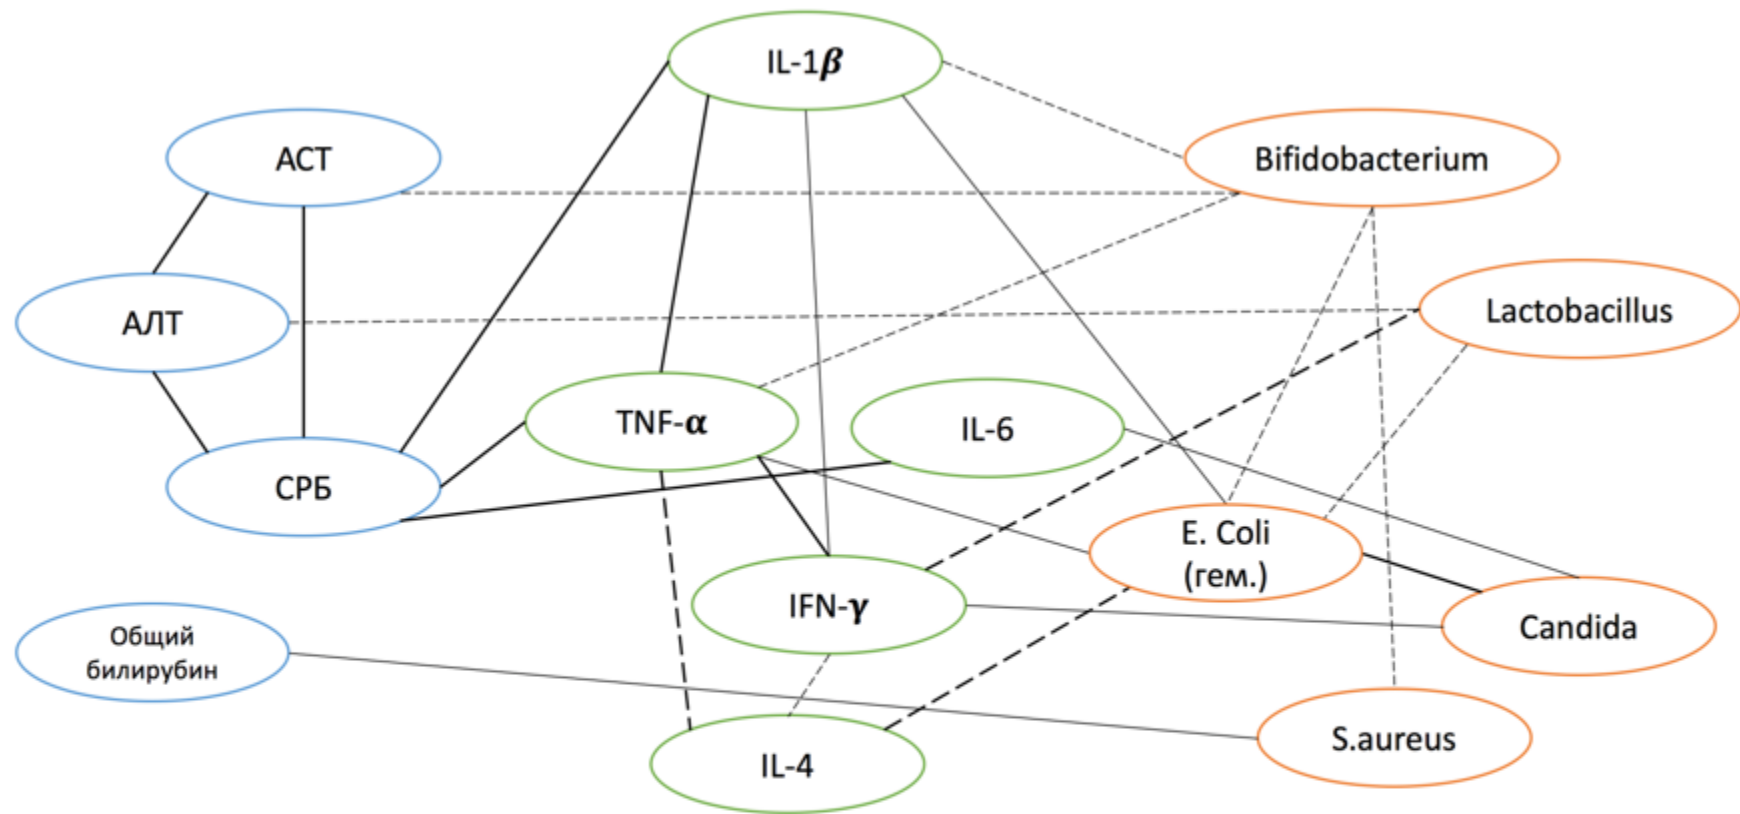 IL-1β
АСТ
Bifidobacterium
АЛТ
Lactobacillus
TNF-α
IL-6
СРБ
E. Coli
(гем.)
IFN-γ
Candida
Общий
билирубин
S.aureus
IL-4